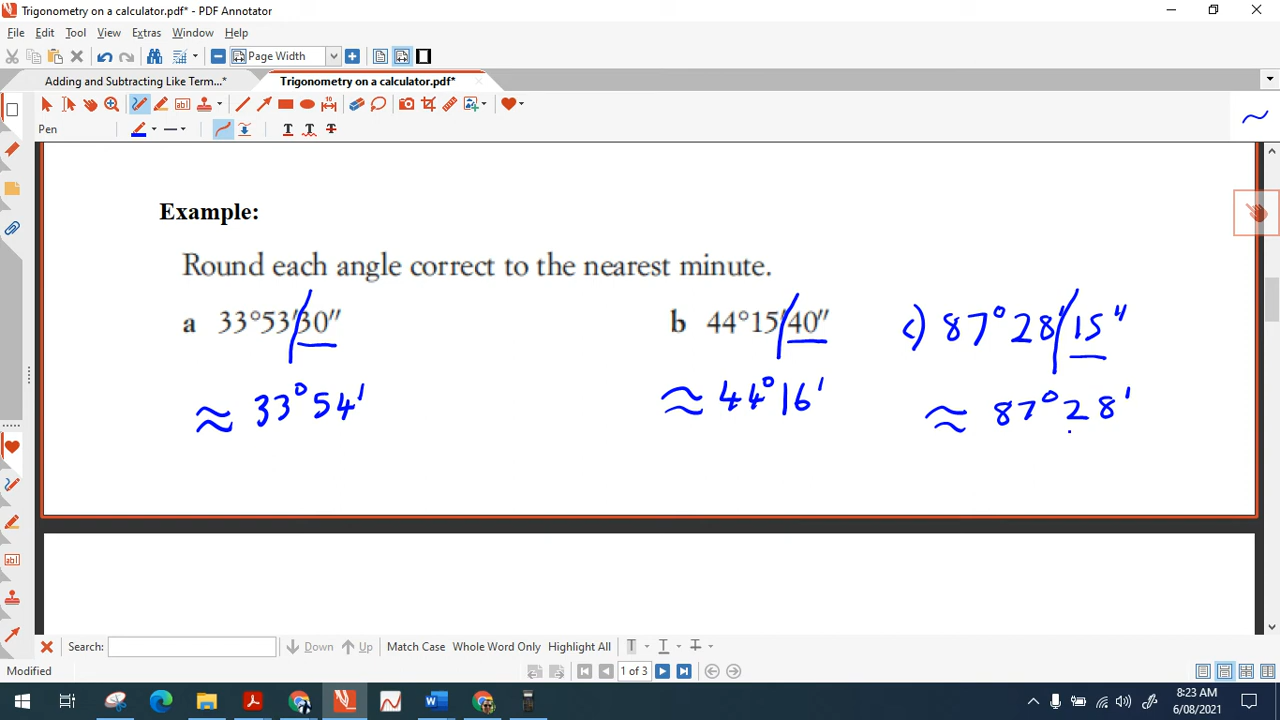 Trigonometry on a calculator.pdf* - PDF Annotator
File Edit Tool View Extras Window Help
Page Width
Adding and Subtracting Like Term...* Trigonometry on a calculator.pdf*
Pen
Example:
Round each angle correct to the nearest minute.
a 33°53′30″ b 44°15′40″ c) 87°28′15″
≈ 33°54′ ≈ 44°16′ ≈ 87°28′
Search: Down Up Match Case Whole Word Only Highlight All
Modified 1 of 3
8:23 AM
6/08/2021